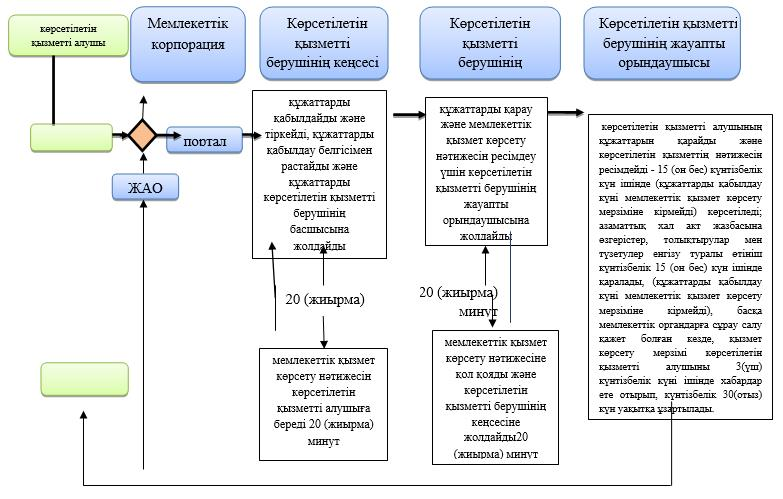 көрсетілетін
қызметті алушы
Мемлекеттік
корпорация
Көрсетілетін
қызметті
берушінің кеңсесі
Көрсетілетін
қызметті
берушінің
Көрсетілетін қызметті
берушінің жауапты
орындаушысы
портал
ЖАО
құжаттарды
қабылдайды және
тіркейді, құжаттарды
қабылдау белгісімен
растайды және
құжаттарды
көрсетілетін қызметті
берушінің
басшысына
жолдайды
құжаттарды қарау
және мемлекеттік
қызмет көрсету
нәтижесін ресімдеу
үшін көрсетілетін
қызметті берушінің
жауапты
орындаушысына
жолдайды
көрсетілетін қызметті алушының
құжаттарын қарайды және
көрсетілетін қызметтің нәтижесін
ресімдейді - 15 (он бес) күнтізбелік
күн ішінде (құжаттарды қабылдау
күні мемлекеттік қызмет көрсету
мерзіміне кірмейді) көрсетіледі;
азаматтық хал акт жазбасына
өзгерістер, толықтырулар мен
түзетулер енгізу туралы өтініш
күнтізбелік 15 (он бес) күн ішінде
қаралады, (құжаттарды қабылдау
күні мемлекеттік қызмет көрсету
мерзіміне кірмейді), басқа
мемлекеттік органдарға сұрау салу
қажет болған кезде, қызмет
көрсету мерзімі көрсетілетін
қызметті алушыны 3(үш)
күнтізбелік күні ішінде хабардар
ете отырып, күнтізбелік 30(отыз)
күн уақытқа ұзартылады.
20 (жиырма)
20 (жиырма)
минут
мемлекеттік қызмет
көрсету нәтижесін
көрсетілетін
қызметті алушыға
береді 20 (жиырма)
минут
мемлекеттік қызмет
көрсету нәтижесіне
қол қояды және
көрсетілетін
қызметті берушінің
кеңсесіне
жолдайды20
(жиырма) минут